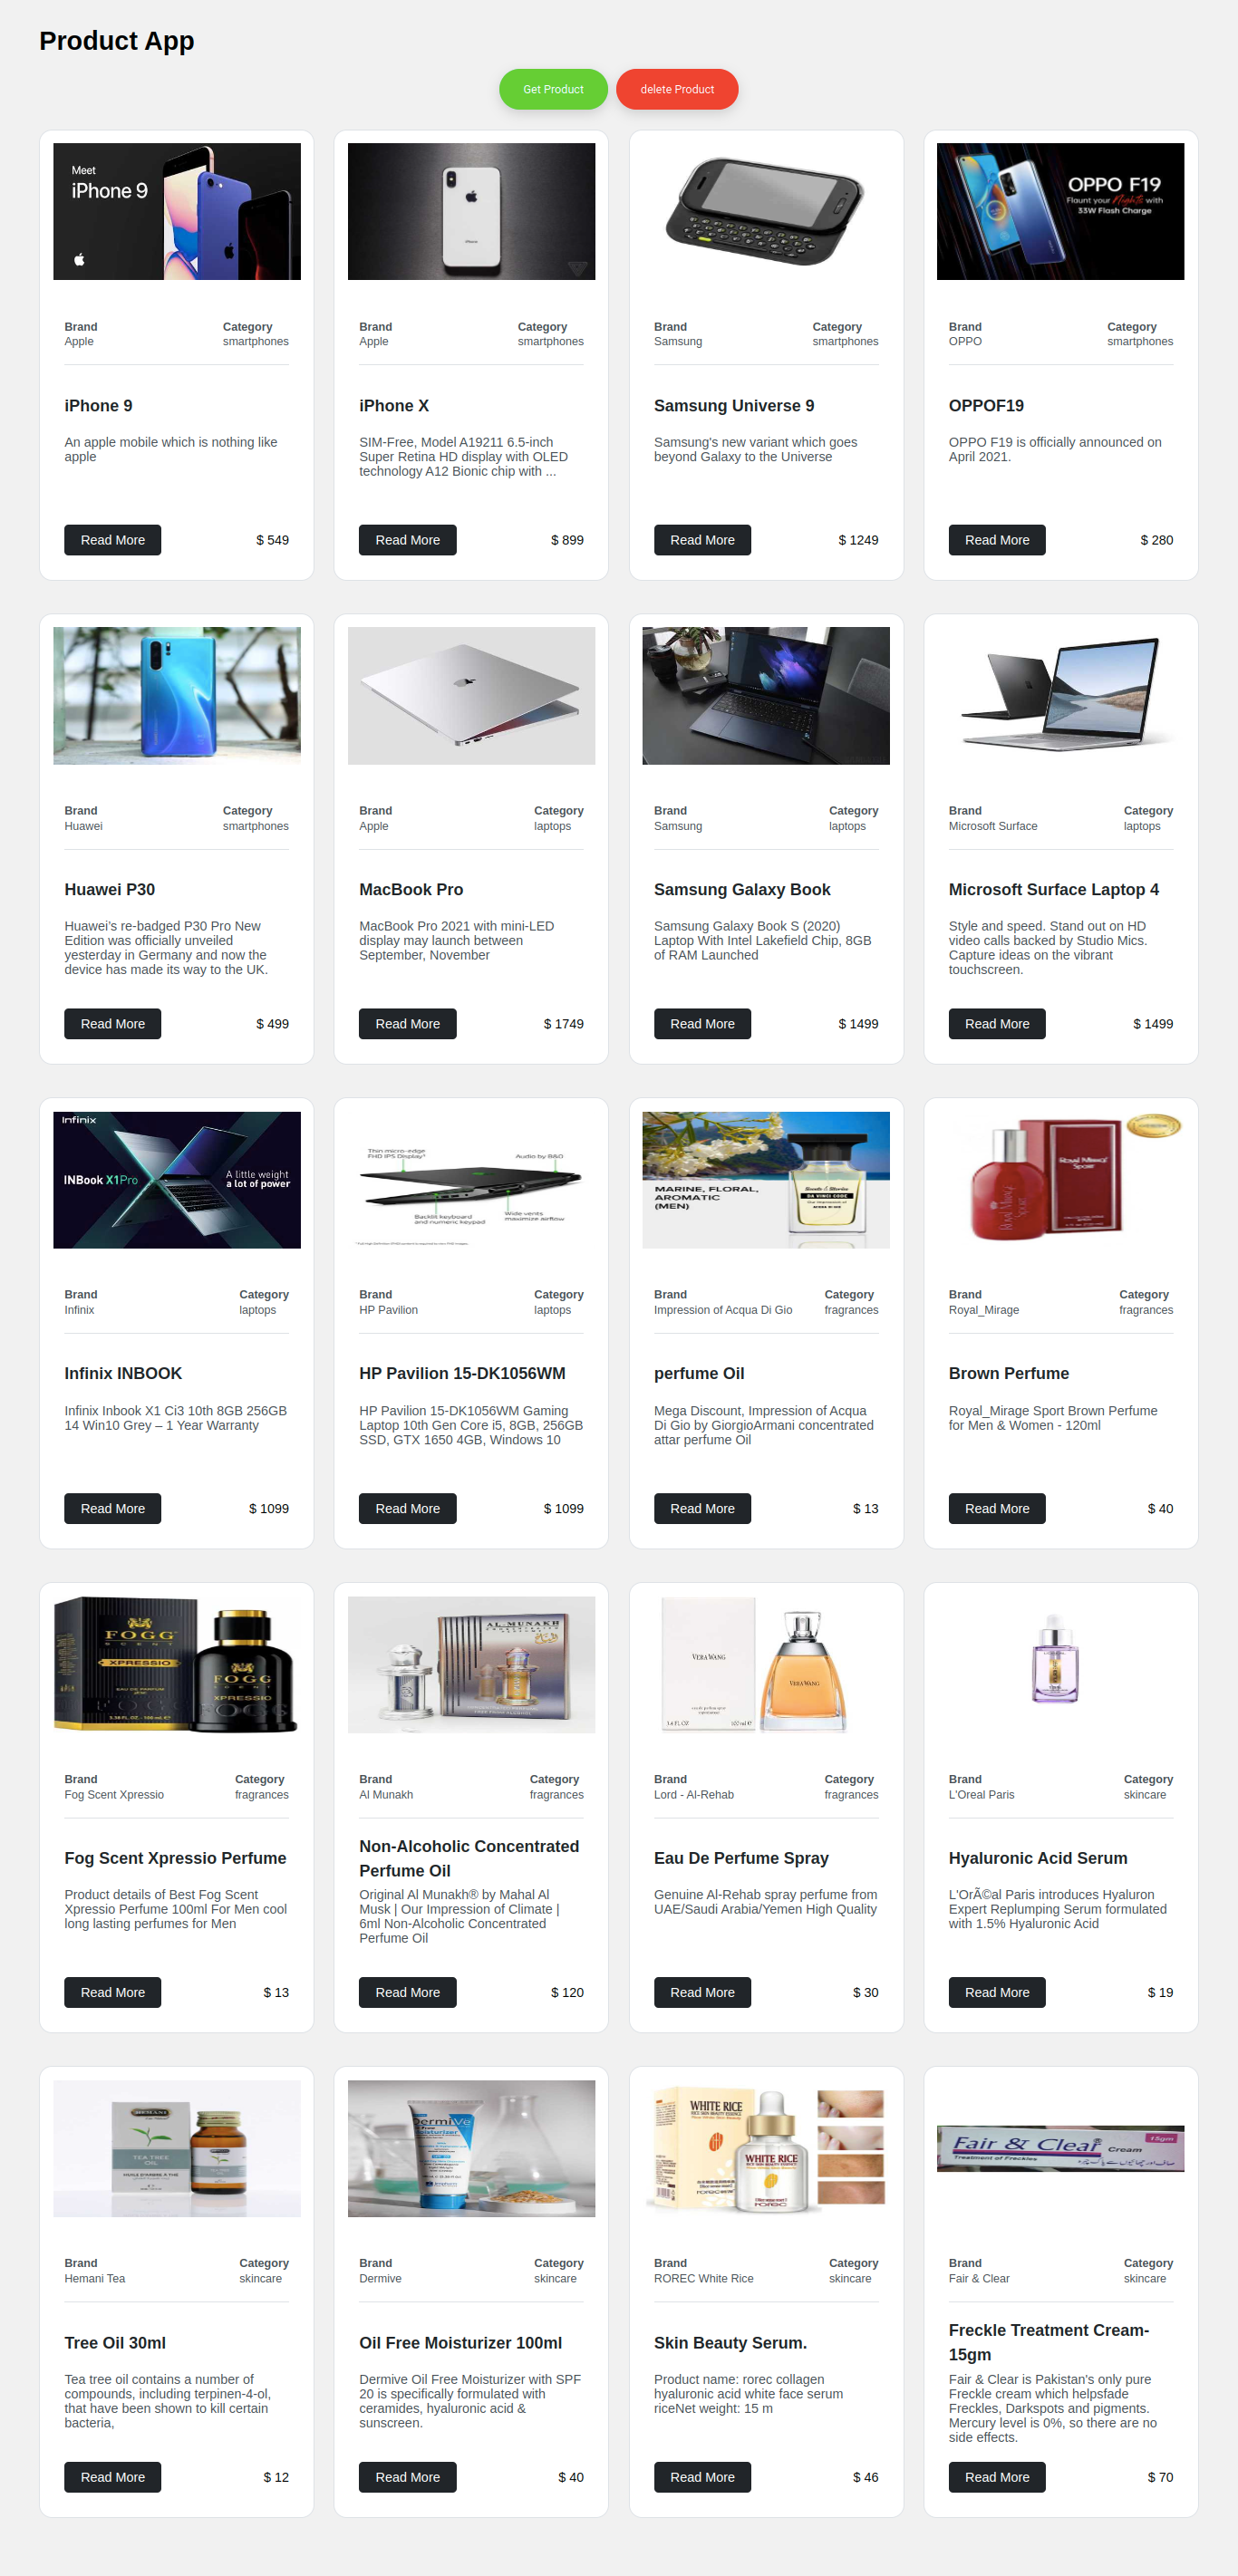 Product App
Get Product
delete Product
Meet
iPhone 9
Brand
Category
Apple
smartphones
iPhone 9
An apple mobile which is nothing like
apple
Read More
$ 549
iPhone
Brand
Category
Apple
smartphones
iPhone X
SIM-Free, Model A19211 6.5-inch
Super Retina HD display with OLED
technology A12 Bionic chip with ...
Read More
$ 899
Brand
Category
Samsung
smartphones
Samsung Universe 9
Samsung's new variant which goes
beyond Galaxy to the Universe
Read More
$ 1249
OPPO F19
Flaunt your Nights with
33W Flash Charge
Brand
Category
OPPO
smartphones
OPPOF19
OPPO F19 is officially announced on
April 2021.
Read More
$ 280
Brand
Category
Huawei
smartphones
Huawei P30
Huawei's re-badged P30 Pro New
Edition was officially unveiled
yesterday in Germany and now the
device has made its way to the UK.
Read More
$ 499
Brand
Category
Apple
laptops
MacBook Pro
MacBook Pro 2021 with mini-LED
display may launch between
September, November
Read More
$ 1749
Brand
Category
Samsung
laptops
Samsung Galaxy Book
Samsung Galaxy Book S (2020)
Laptop With Intel Lakefield Chip, 8GB
of RAM Launched
Read More
$ 1499
Brand
Category
Microsoft Surface
laptops
Microsoft Surface Laptop 4
Style and speed. Stand out on HD
video calls backed by Studio Mics.
Capture ideas on the vibrant
touchscreen.
Read More
$ 1499
Infinix
INBook X1Pro
A little weight
a lot of power
Brand
Category
Infinix
laptops
Infinix INBOOK
Infinix Inbook X1 Ci3 10th 8GB 256GB
14 Win10 Grey – 1 Year Warranty
Read More
$ 1099
Thin micro-edge
FHD IPS Display*
Audio by B&O
Backlit keyboard
and numeric keypad
Wide vents
maximize airflow
Brand
Category
HP Pavilion
laptops
HP Pavilion 15-DK1056WM
HP Pavilion 15-DK1056WM Gaming
Laptop 10th Gen Core i5, 8GB, 256GB
SSD, GTX 1650 4GB, Windows 10
Read More
$ 1099
MARINE, FLORAL,
AROMATIC
(MEN)
DA VINCI CODE
Brand
Category
Impression of Acqua Di Gio
fragrances
perfume Oil
Mega Discount, Impression of Acqua
Di Gio by GiorgioArmani concentrated
attar perfume Oil
Read More
$ 13
Royal Mirage
Sport
Royal Mirage
Sport
Brand
Category
Royal_Mirage
fragrances
Brown Perfume
Royal_Mirage Sport Brown Perfume
for Men & Women - 120ml
Read More
$ 40
FOGG
SCENT
XPRESSIO
FOGG
SCENT
XPRESSIO
Brand
Category
Fog Scent Xpressio
fragrances
Fog Scent Xpressio Perfume
Product details of Best Fog Scent
Xpressio Perfume 100ml For Men cool
long lasting perfumes for Men
Read More
$ 13
AL-MUNAKH
Brand
Category
Al Munakh
fragrances
Non-Alcoholic Concentrated
Perfume Oil
Original Al Munakh® by Mahal Al
Musk | Our Impression of Climate |
6ml Non-Alcoholic Concentrated
Perfume Oil
Read More
$ 120
VERA WANG
VERA WANG
3.4 FL OZ
100 ml ℮
Brand
Category
Lord - Al-Rehab
fragrances
Eau De Perfume Spray
Genuine Al-Rehab spray perfume from
UAE/Saudi Arabia/Yemen High Quality
Read More
$ 30
Brand
Category
L'Oreal Paris
skincare
Hyaluronic Acid Serum
L'OrÃ©al Paris introduces Hyaluron
Expert Replumping Serum formulated
with 1.5% Hyaluronic Acid
Read More
$ 19
HEMANI
TEA TREE
OIL
TEA TREE
OIL
Brand
Category
Hemani Tea
skincare
Tree Oil 30ml
Tea tree oil contains a number of
compounds, including terpinen-4-ol,
that have been shown to kill certain
bacteria,
Read More
$ 12
DermiVe
Brand
Category
Dermive
skincare
Oil Free Moisturizer 100ml
Dermive Oil Free Moisturizer with SPF
20 is specifically formulated with
ceramides, hyaluronic acid &
sunscreen.
Read More
$ 40
WHITE RICE
WHITE RICE
rorec
Brand
Category
ROREC White Rice
skincare
Skin Beauty Serum.
Product name: rorec collagen
hyaluronic acid white face serum
riceNet weight: 15 m
Read More
$ 46
Fair & Clear
Cream
15gm
Treatment of Freckles
Brand
Category
Fair & Clear
skincare
Freckle Treatment Cream-
15gm
Fair & Clear is Pakistan's only pure
Freckle cream which helpsfade
Freckles, Darkspots and pigments.
Mercury level is 0%, so there are no
side effects.
Read More
$ 70